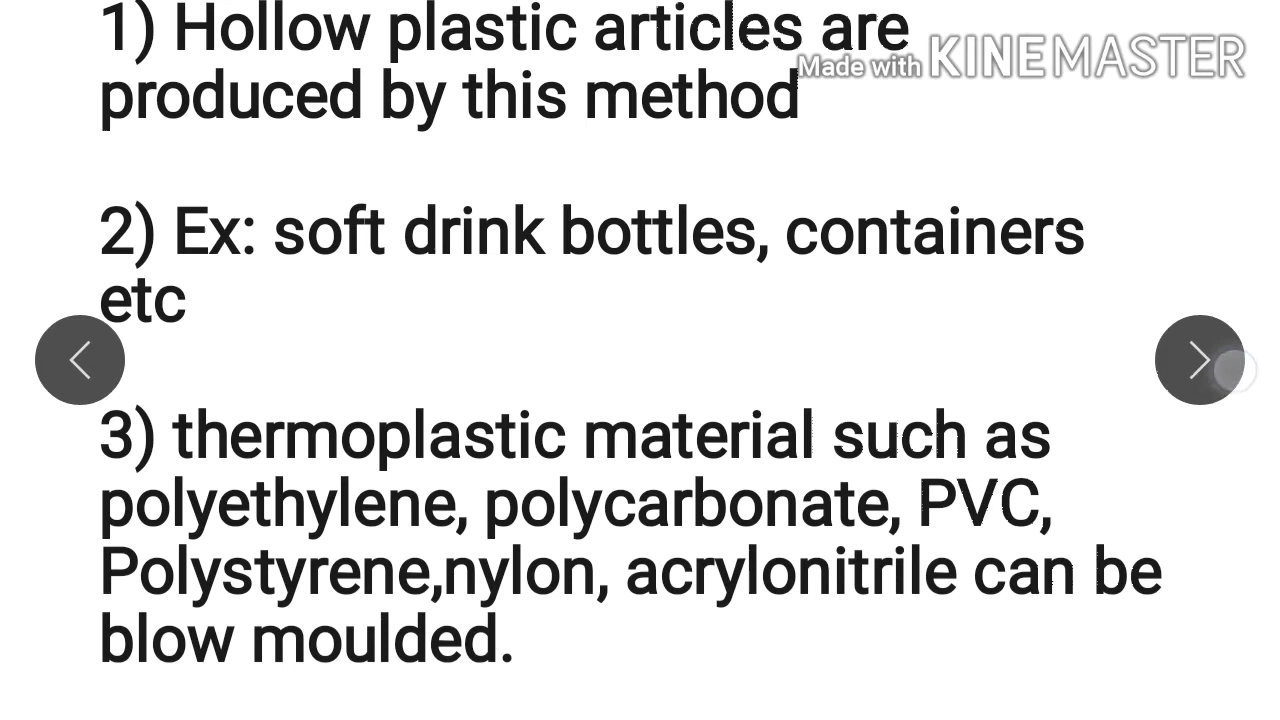 1) Hollow plastic articles are
Made with KINEMASTER
produced by this method
2) Ex: soft drink bottles, containers
etc
3) thermoplastic material such as
polyethylene, polycarbonate, PVC,
Polystyrene,nylon, acrylonitrile can be
blow moulded.